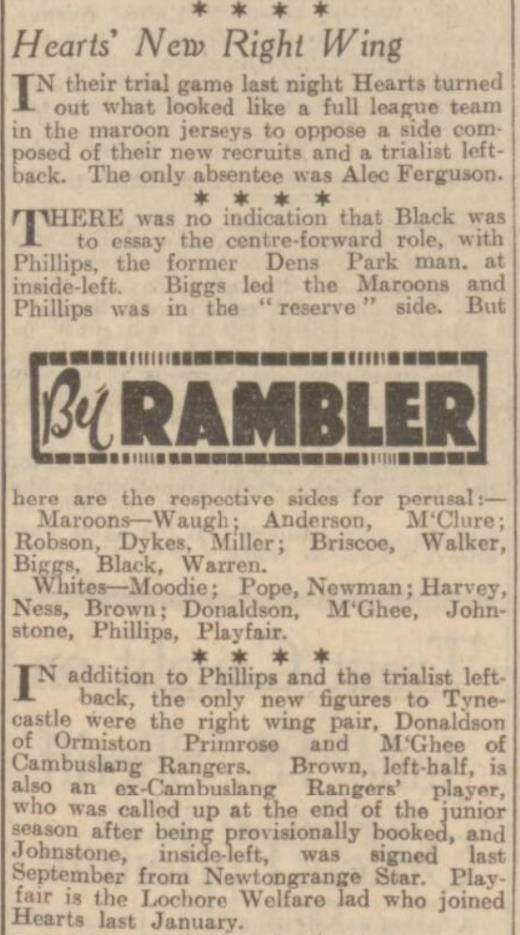 * * * *
Hearts' New Right Wing
IN their trial game last night Hearts turned
out what looked like a full league team
in the maroon jerseys to oppose a side com-
posed of their new recruits and a trialist left-
back. The only absentee was Alec Ferguson.
* * * *
THERE was no indication that Black was
to essay the centre-forward role, with
Phillips, the former Dens Park man. at
inside-left. Biggs led the Maroons and
Phillips was in the "reserve" side. But
By RAMBLER
here are the respective sides for perusal:—
Maroons—Waugh; Anderson, M'Clure;
Robson, Dykes, Miller; Briscoe, Walker,
Biggs, Black, Warren.
Whites—Moodie; Pope, Newman; Harvey,
Ness, Brown; Donaldson, M'Ghee, John-
stone, Phillips, Playfair.
* * * *
IN addition to Phillips and the trialist left-
back, the only new figures to Tyne-
castle were the right wing pair, Donaldson
of Ormiston Primrose and M'Ghee of
Cambuslang Rangers. Brown, left-half, is
also an ex-Cambuslang Rangers' player,
who was called up at the end of the junior
season after being provisionally booked, and
Johnstone, inside-left, was signed last
September from Newtongrange Star. Play-
fair is the Lochore Welfare lad who joined
Hearts last January.